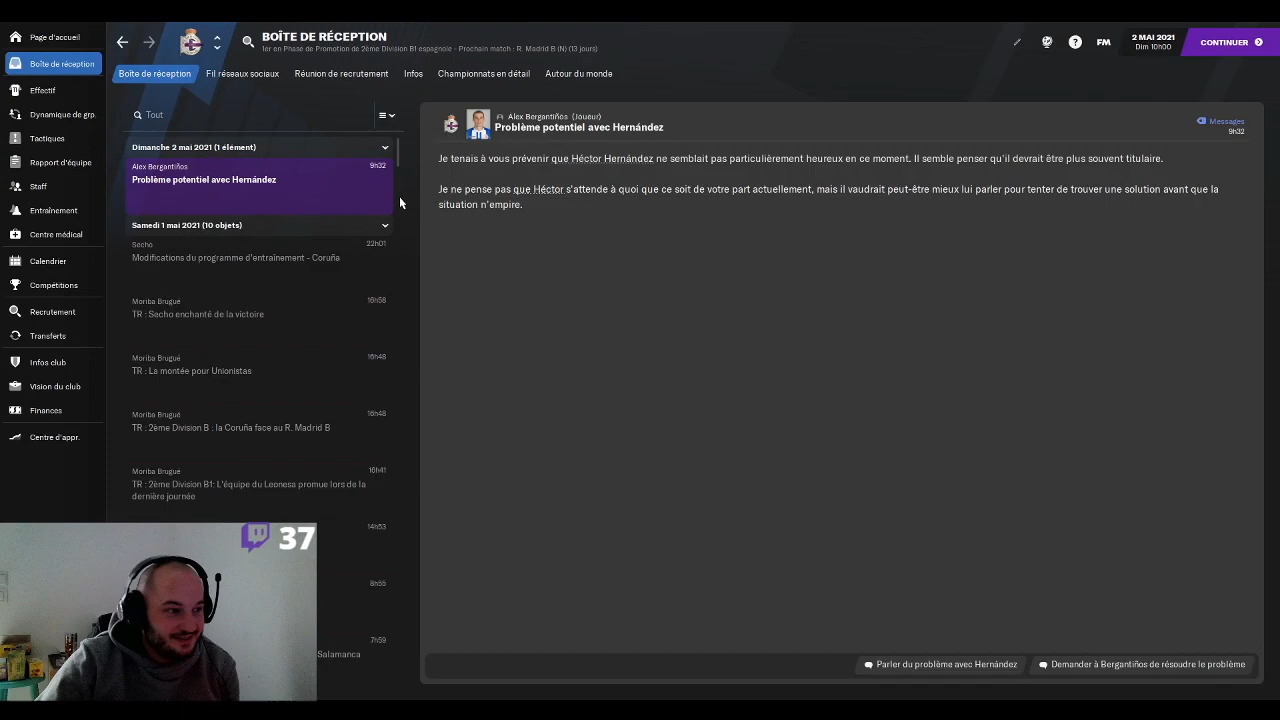 Page d'accueil
Boîte de réception
Effectif
Dynamique de grp.
Tactiques
Rapport d'équipe
Staff
Entraînement
Centre médical
Calendrier
Compétitions
Recrutement
Transferts
Infos club
Vision du club
Finances
Centre d'appr.
BOÎTE DE RÉCEPTION
1er en Phase de Promotion de 2ème Division B1 espagnole - Prochain match : R. Madrid B (N) (13 jours)
FM
2 MAI 2021
Dim 10h00
CONTINUER
Boîte de réception
Fil réseaux sociaux
Réunion de recrutement
Infos
Championnats en détail
Autour du monde
Tout
Dimanche 2 mai 2021 (1 élément)
Alex Bergantiños 9h32
Problème potentiel avec Hernández
Samedi 1 mai 2021 (10 objets)
Secho 22h01
Modifications du programme d'entraînement - Coruña
Moriba Brugué 16h58
TR : Secho enchanté de la victoire
Moriba Brugué 16h48
TR : La montée pour Unionistas
Moriba Brugué 16h48
TR : 2ème Division B : la Coruña face au R. Madrid B
Moriba Brugué 16h41
TR : 2ème Division B1: L'équipe du Leonesa promue lors de la
dernière journée
14h53
8h55
7h59
Salamanca
37
Alex Bergantiños (Joueur)
Problème potentiel avec Hernández
Messages
9h32
Je tenais à vous prévenir que Héctor Hernández ne semblait pas particulièrement heureux en ce moment. Il semble penser qu'il devrait être plus souvent titulaire.
Je ne pense pas que Héctor s'attende à quoi que ce soit de votre part actuellement, mais il vaudrait peut-être mieux lui parler pour tenter de trouver une solution avant que la
situation n'empire.
Parler du problème avec Hernández
Demander à Bergantiños de résoudre le problème